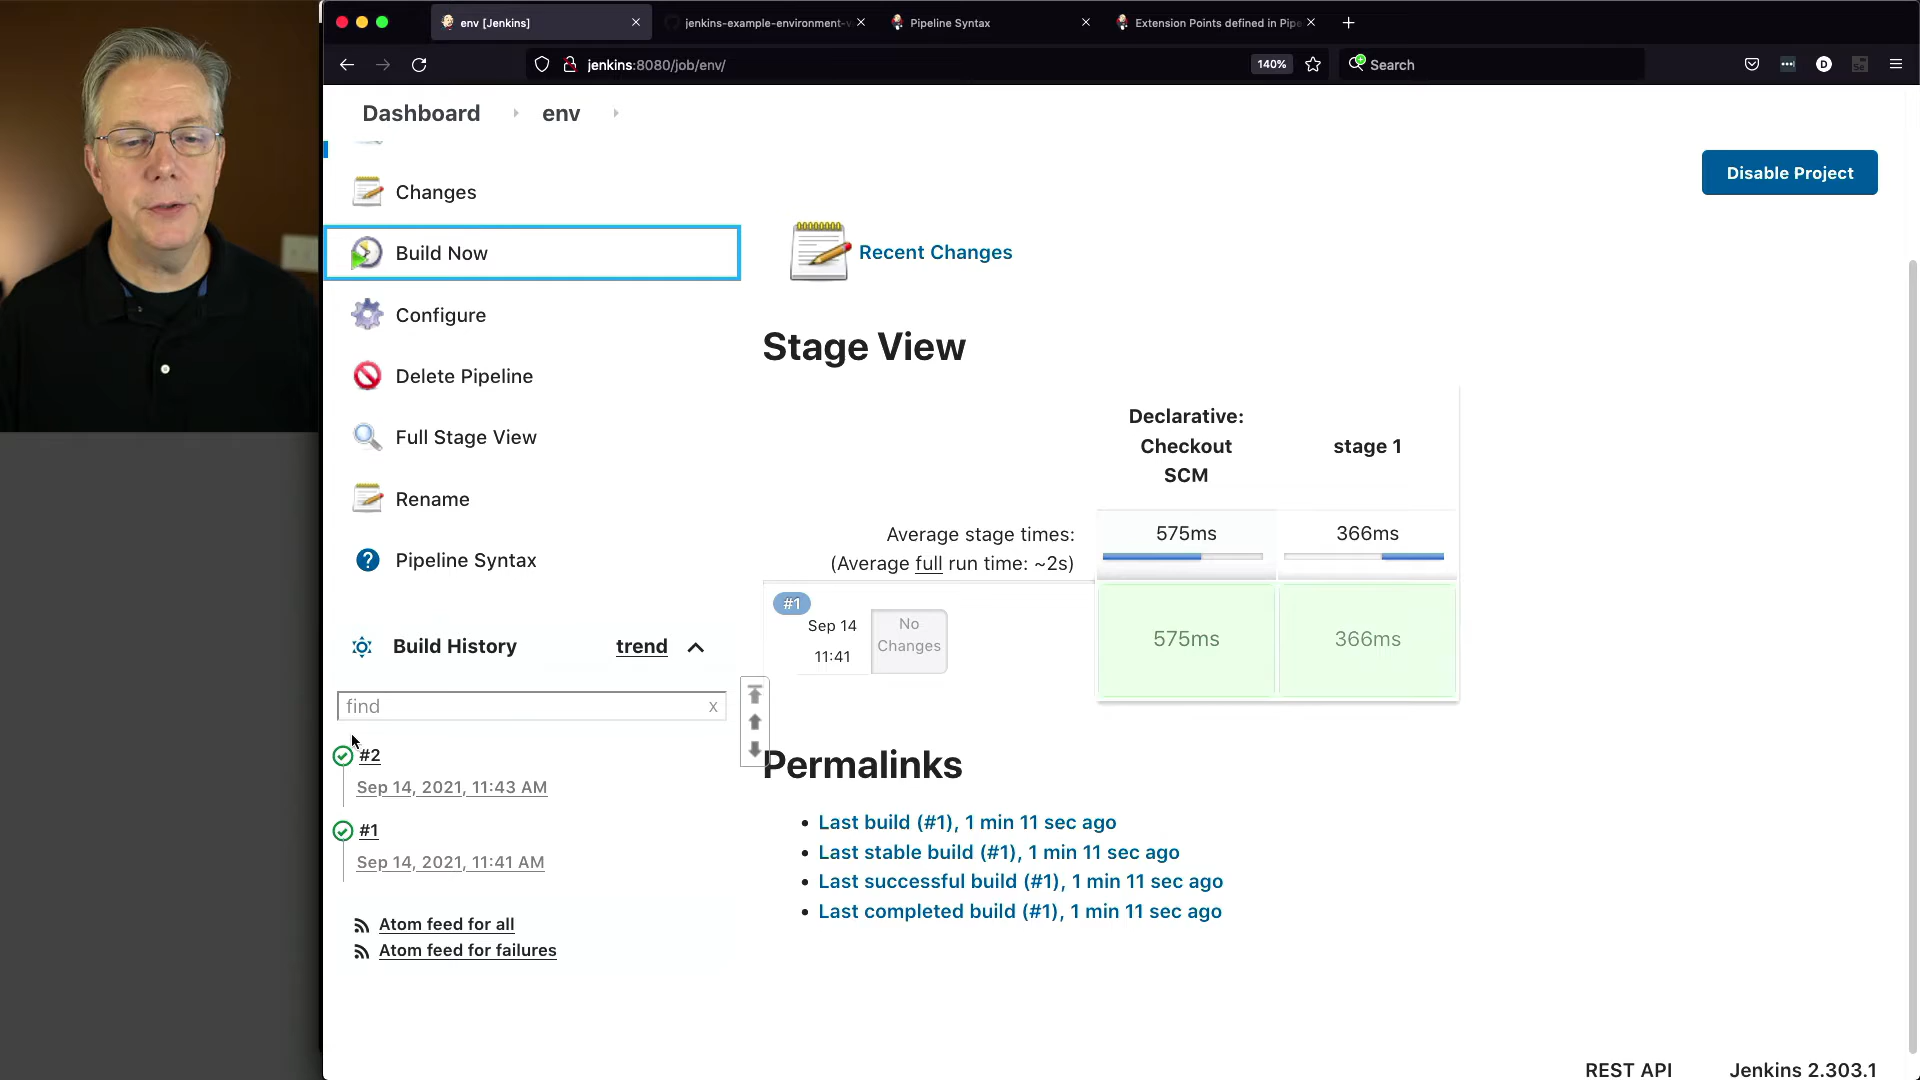 env [Jenkins]
jenkins-example-environment-v
Pipeline Syntax
Extension Points defined in Pipe
jenkins:8080/job/env/
140%
Search
Dashboard
env
Changes
Build Now
Configure
Delete Pipeline
Full Stage View
Rename
Pipeline Syntax
Build History
trend
find
x
#2
Sep 14, 2021, 11:43 AM
#1
Sep 14, 2021, 11:41 AM
Atom feed for all
Atom feed for failures
Disable Project
Recent Changes
Stage View
Declarative:
Checkout
SCM
stage 1
Average stage times:
(Average full run time: ~2s)
575ms
366ms
#1
Sep 14
11:41
No
Changes
575ms
366ms
Permalinks
Last build (#1), 1 min 11 sec ago
Last stable build (#1), 1 min 11 sec ago
Last successful build (#1), 1 min 11 sec ago
Last completed build (#1), 1 min 11 sec ago
REST API
Jenkins 2.303.1